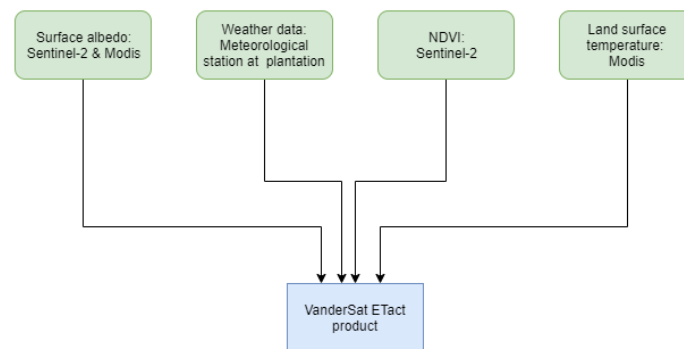 Surface albedo:
Sentinel-2 & Modis
Weather data:
Meteorological
station at plantation
NDVI:
Sentinel-2
Land surface
temperature:
Modis
VanderSat ETact
product